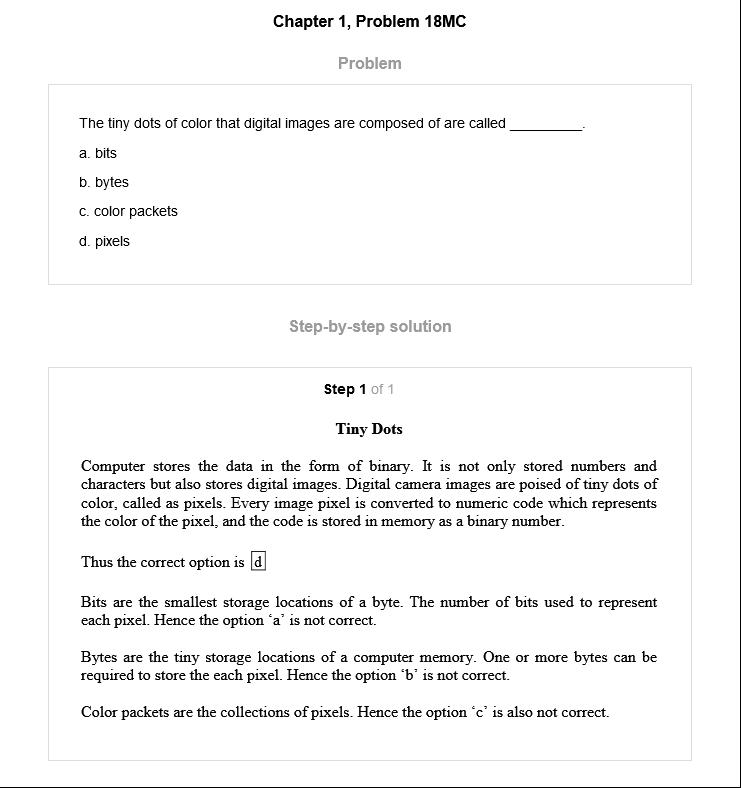 Chapter 1, Problem 18MC
Problem
The tiny dots of color that digital images are composed of are called _________.
a. bits
b. bytes
c. color packets
d. pixels
Step-by-step solution
Step 1 of 1
Tiny Dots
Computer stores the data in the form of binary. It is not only stored numbers and
characters but also stores digital images. Digital camera images are poised of tiny dots of
color, called as pixels. Every image pixel is converted to numeric code which represents
the color of the pixel, and the code is stored in memory as a binary number.
Thus the correct option is d
Bits are the smallest storage locations of a byte. The number of bits used to represent
each pixel. Hence the option ‘a’ is not correct.
Bytes are the tiny storage locations of a computer memory. One or more bytes can be
required to store the each pixel. Hence the option ‘b’ is not correct.
Color packets are the collections of pixels. Hence the option ‘c’ is also not correct.